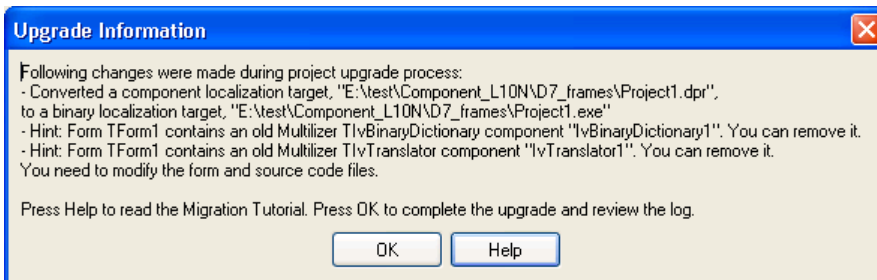 Upgrade Information
Following changes were made during project upgrade process:
- Converted a component localization target, "E:\test\Component_L10N\D7_frames\Project1.dpr",
to a binary localization target, "E:\test\Component_L10N\D7_frames\Project1.exe"
- Hint: Form TForm1 contains an old Multilizer TIvBinaryDictionary component "IvBinaryDictionary1". You can remove it.
- Hint: Form TForm1 contains an old Multilizer TIvTranslator component "IvTranslator1". You can remove it.
You need to modify the form and source code files.
Press Help to read the Migration Tutorial. Press OK to complete the upgrade and review the log.
OK Help